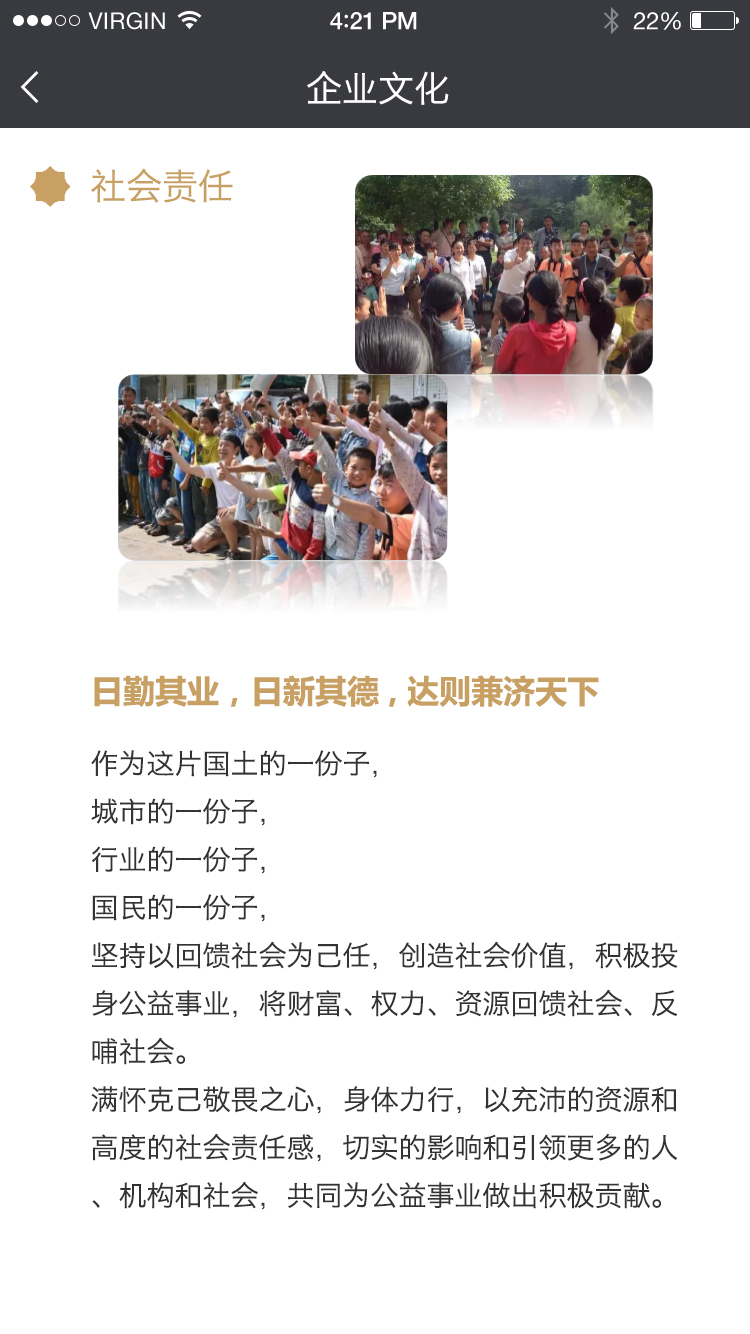 VIRGIN 4:21 PM 22%
企业文化
社会责任
日勤其业，日新其德，达则兼济天下
作为这片国土的一份子,
城市的一份子,
行业的一份子,
国民的一份子,
坚持以回馈社会为己任，创造社会价值，积极投
身公益事业，将财富、权力、资源回馈社会、反
哺社会。
满怀克己敬畏之心，身体力行，以充沛的资源和
高度的社会责任感，切实的影响和引领更多的人
、机构和社会，共同为公益事业做出积极贡献。